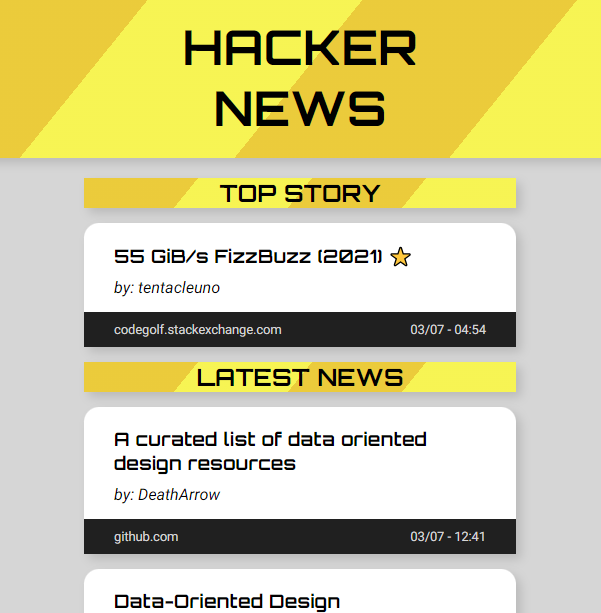 HACKER
NEWS
TOP STORY
55 GiB/s FizzBuzz (2021) ⭐
by: tentacleuno
codegolf.stackexchange.com 03/07 - 04:54
LATEST NEWS
A curated list of data oriented
design resources
by: DeathArrow
github.com 03/07 - 12:41
Data-Oriented Design